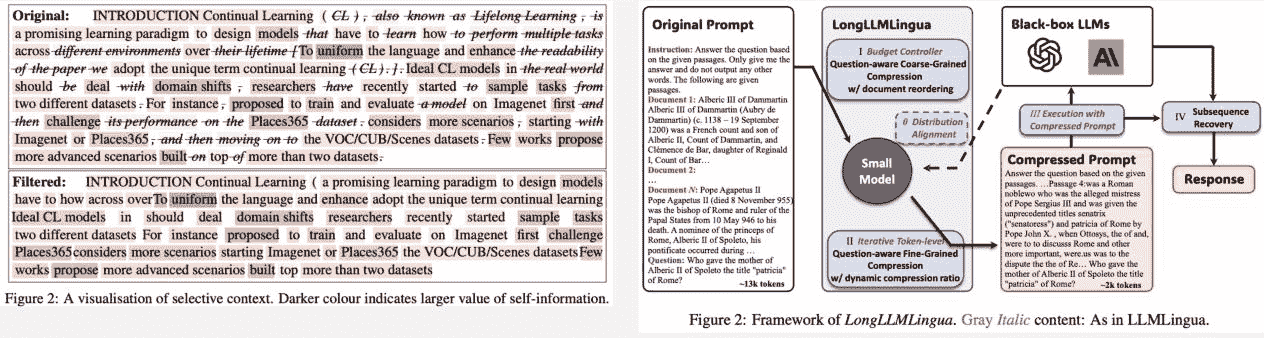 Original: INTRODUCTION Continual Learning ( CL ) , also known as Lifelong Learning , is
a promising learning paradigm to design models that have to learn how to perform multiple tasks
across different environments over their lifetime [To uniform the language and enhance the readability
of the paper we adopt the unique term continual learning ( CL ) . ] . Ideal CL models in the real world
should be deal with domain shifts , researchers have recently started to sample tasks from
two different datasets . For instance , proposed to train and evaluate a model on Imagenet first and
then challenge its performance on the Places365 dataset . considers more scenarios , starting with
Imagenet or Places365 , and then moving on to the VOC/CUB/Scenes datasets . Few works propose
more advanced scenarios built on top of more than two datasets .
Filtered: INTRODUCTION Continual Learning ( a promising learning paradigm to design models
have to how across overTo uniform the language and enhance adopt the unique term continual learning
Ideal CL models in should deal domain shifts researchers recently started sample tasks
two different datasets For instance proposed to train and evaluate on Imagenet first challenge
Places365considers more scenarios starting Imagenet or Places365 the VOC/CUB/Scenes datasetsFew
works propose more advanced scenarios built top more than two datasets
Figure 2: A visualisation of selective context. Darker colour indicates larger value of self-information.
Original Prompt
Instruction: Answer the question based
on the given passages. Only give me the
answer and do not output any other
words. The following are given
passages.
Document 1: Alberic III of Dammartin
Alberic III of Dammartin (Aubry de
Dammartin) (c. 1138 – 19 September
1200) was a French count and son of
Alberic II, Count of Dammartin, and
Clémence de Bar, daughter of Reginald
I, Count of Bar…
Document 2:
…
Document N: Pope Agapetus II
Pope Agapetus II (died 8 November 955)
was the bishop of Rome and ruler of the
Papal States from 10 May 946 to his
death. A nominee of the princeps of
Rome, Alberic II of Spoleto, his
pontificate occurred during …
Question: Who gave the mother of
Alberic II of Spoleto the title "patricia"
of Rome?
~13k tokens
LongLLMLingua
I Budget Controller
Question-aware Coarse-Grained
Compression
w/ document reordering
0 Distribution
Alignment
Small
Model
II Iterative Token-level
Question-aware Fine-Grained
Compression
w/ dynamic compression ratio
Black-box LLMs
III Execution with
Compressed Prompt
IV Subsequence
Recovery
Response
Compressed Prompt
Answer the question based on the given
passages. …Passage 4:was a Roman
noblewo who was the alleged mistress
of Pope Sergius III and was given the
unprecedented titles senatrix
("senatoress") and patricia of Rome by
Pope John X. , when Ottosys, the of and,
were to to discusss Rome and other
more important, were.us was to the
dispute the the of Re… Who gave the
mother of Alberic II of Spoleto the title
"patricia" of Rome?
~2k tokens
Figure 2: Framework of LongLLMLingua. Gray Italic content: As in LLMLingua.